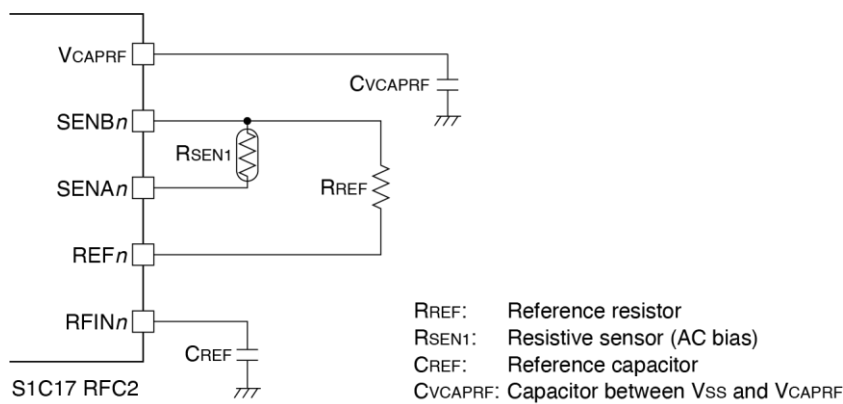 VCAPRF
CVCAPRF
SENBn
RSEN1
SENAn
RREF
REFn
RFINn
CREF
S1C17 RFC2
RREF: Reference resistor
RSEN1: Resistive sensor (AC bias)
CREF: Reference capacitor
CVCAPRF: Capacitor between VSS and VCAPRF